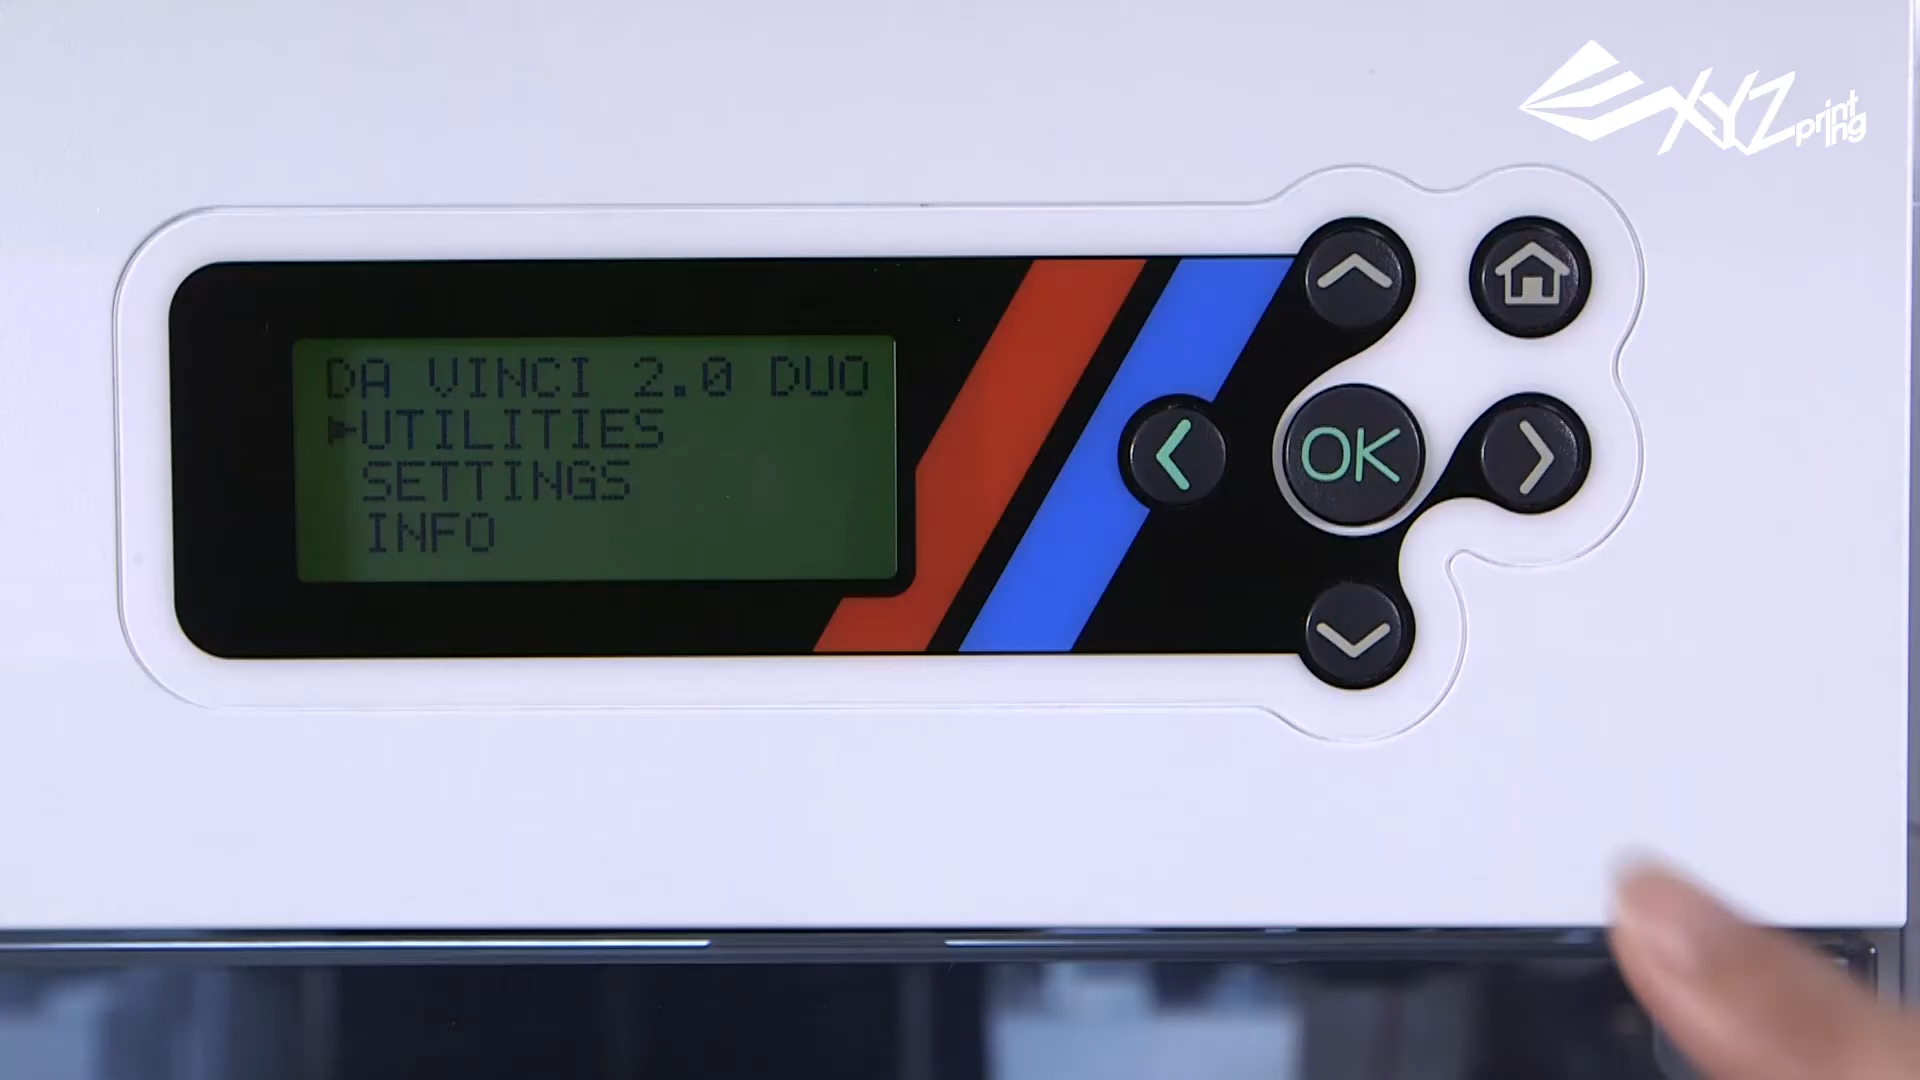 XYZprinting
DA VINCI 2.0 DUO
UTILITIES
SETTINGS
INFO
OK